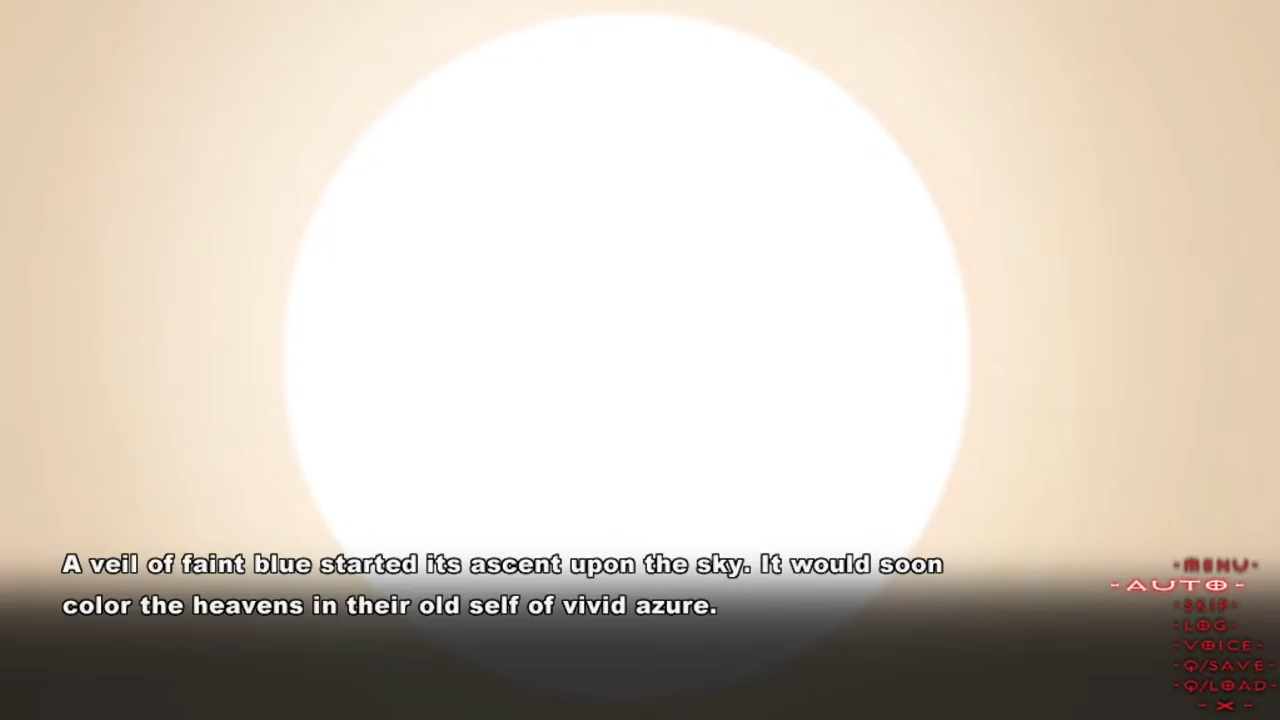 A veil of faint blue started its ascent upon the sky. It would soon
color the heavens in their old self of vivid azure.
-MENU-
-AUTO-
-SKIP-
-LOG-
-VOICE-
-Q/SAVE-
-Q/LOAD-
-X-